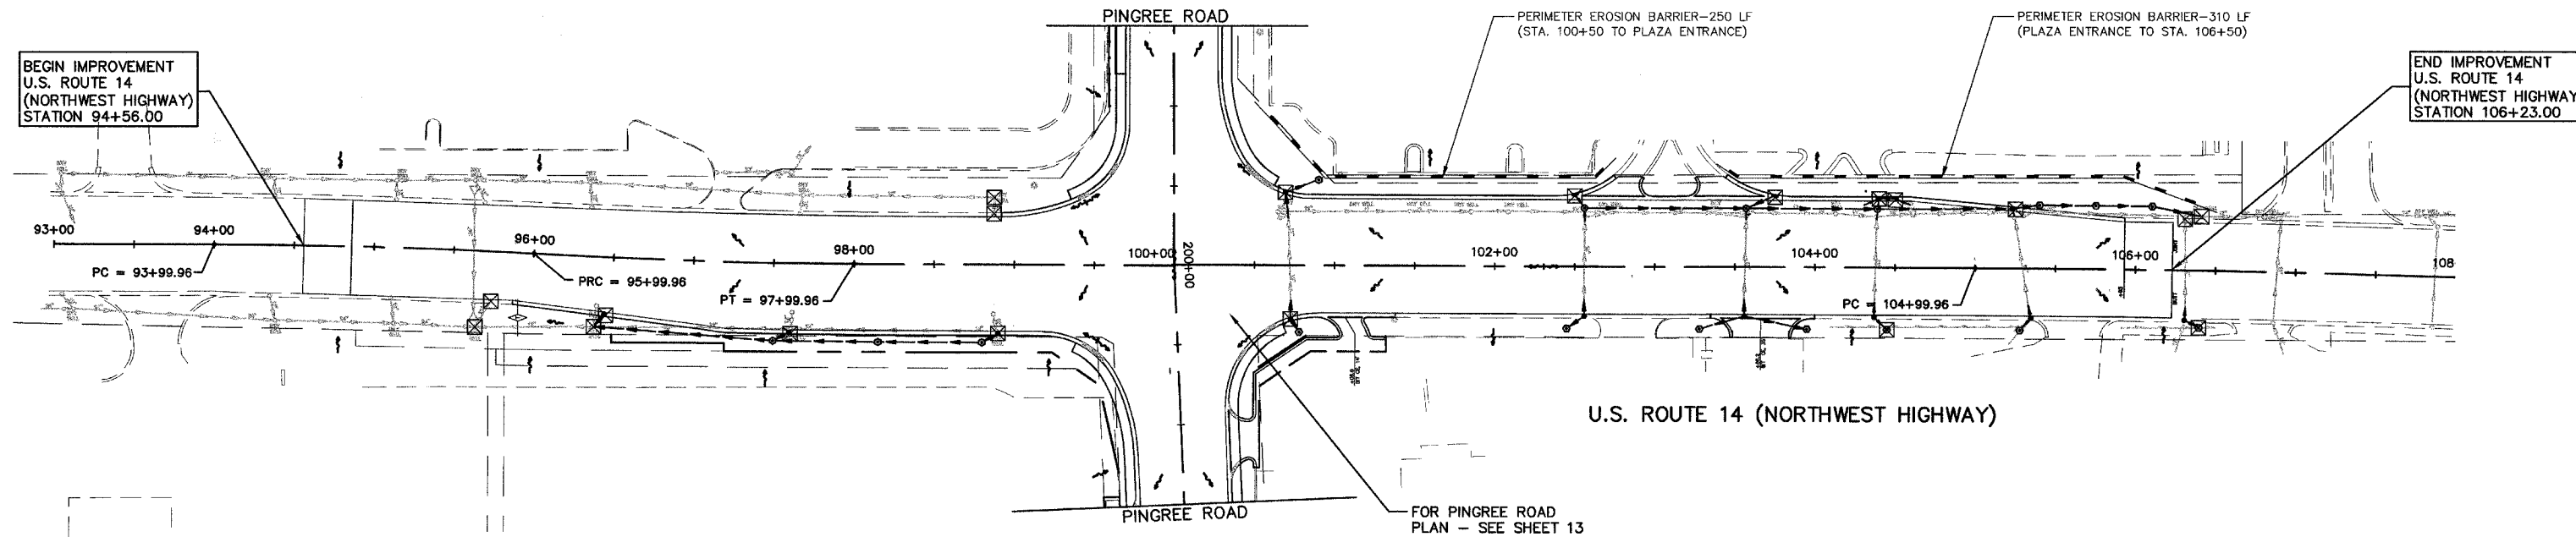 PINGREE ROAD
PERIMETER EROSION BARRIER-250 LF
(STA. 100+50 TO PLAZA ENTRANCE)
PERIMETER EROSION BARRIER-310 LF
(PLAZA ENTRANCE TO STA. 106+50)
BEGIN IMPROVEMENT
U.S. ROUTE 14
(NORTHWEST HIGHWAY)
STATION 94+56.00
END IMPROVEMENT
U.S. ROUTE 14
(NORTHWEST HIGHWAY
STATION 106+23.00
93+00
94+00
96+00
98+00
100+00
200+00
102+00
104+00
106+00
108
PC = 93+99.96
PRC = 95+99.96
PT = 97+99.96
PC = 104+99.96
U.S. ROUTE 14 (NORTHWEST HIGHWAY)
PINGREE ROAD
FOR PINGREE ROAD
PLAN - SEE SHEET 13